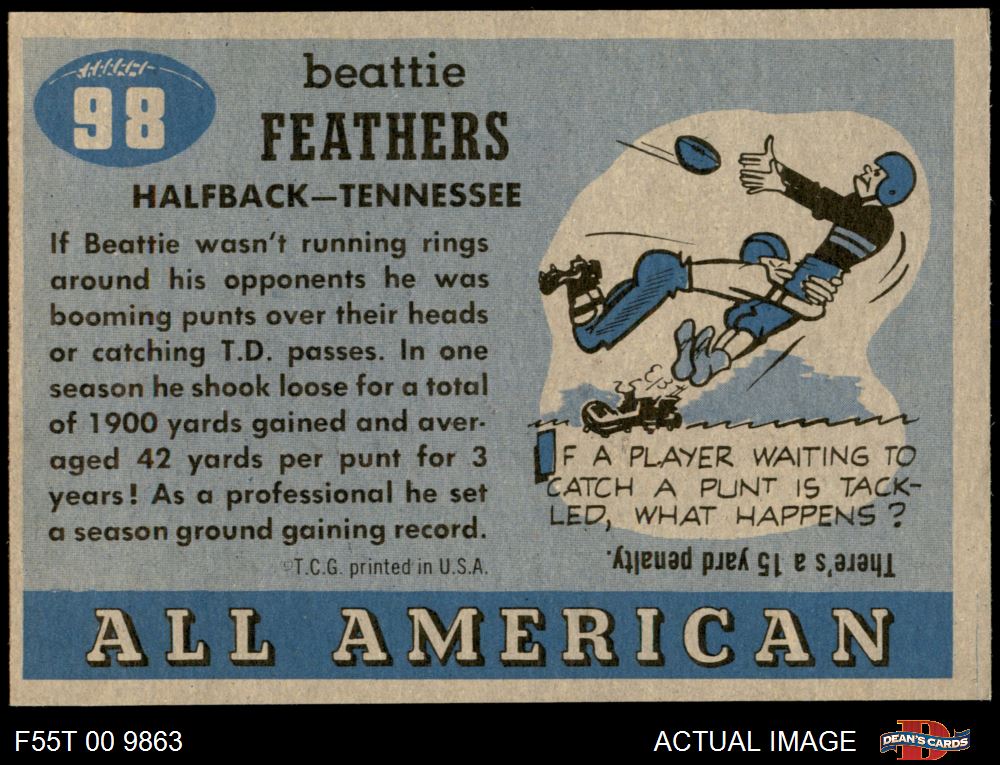 98
beattie
FEATHERS
HALFBACK—TENNESSEE
If Beattie wasn't running rings
around his opponents he was
booming punts over their heads
or catching T.D. passes. In one
season he shook loose for a total
of 1900 yards gained and aver-
aged 42 yards per punt for 3
years! As a professional he set
a season ground gaining record.
©T.C.G. printed in U.S.A.
IF A PLAYER WAITING TO
CATCH A PUNT IS TACK-
LED, WHAT HAPPENS?
There's a 15 yard penalty.
ALL AMERICAN
F55T 00 9863
ACTUAL IMAGE
DEAN'S CARDS